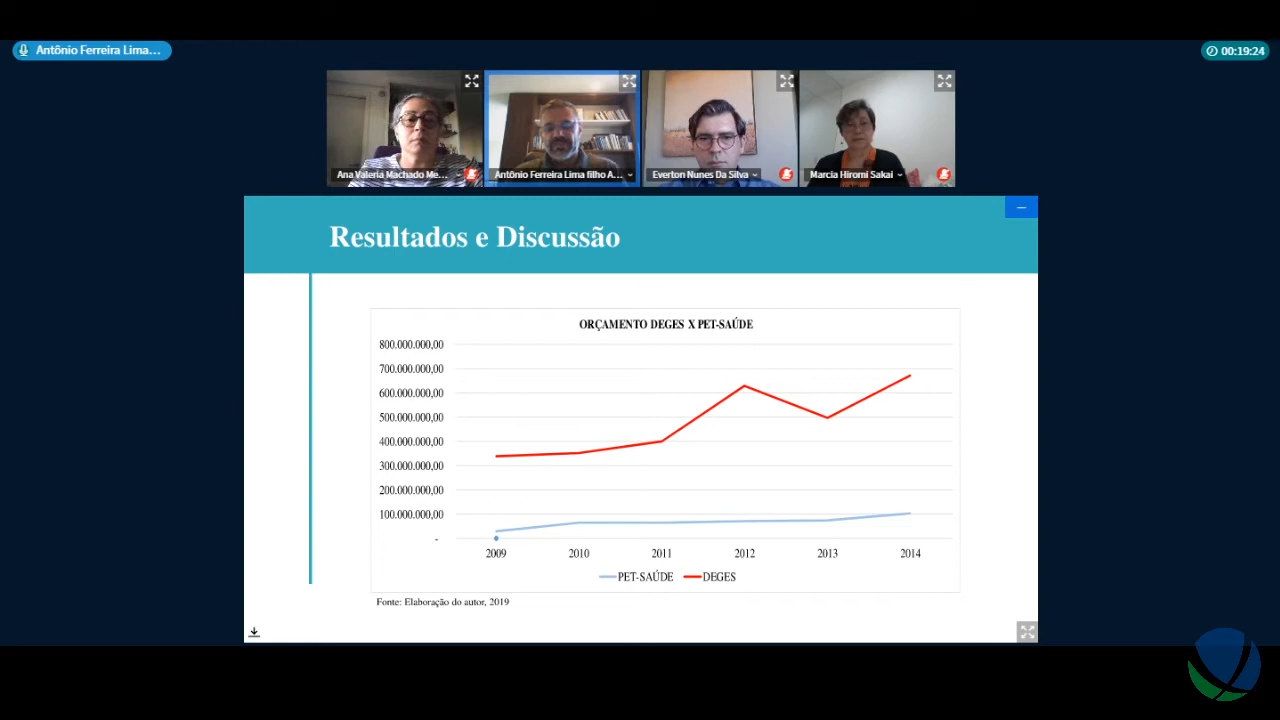 Antônio Ferreira Lima...
00:19:24
Ana Valeria Machado Me...
Antônio Ferreira Lima filho A...
Everton Nunes Da Silva
Marcia Hiromi Sakai
Resultados e Discussão
ORÇAMENTO DEGES X PET-SAÚDE
800.000.000,00
700.000.000,00
600.000.000,00
500.000.000,00
400.000.000,00
300.000.000,00
200.000.000,00
100.000.000,00
-
2009 2010 2011 2012 2013 2014
PET-SAÚDE DEGES
Fonte: Elaboração do autor, 2019